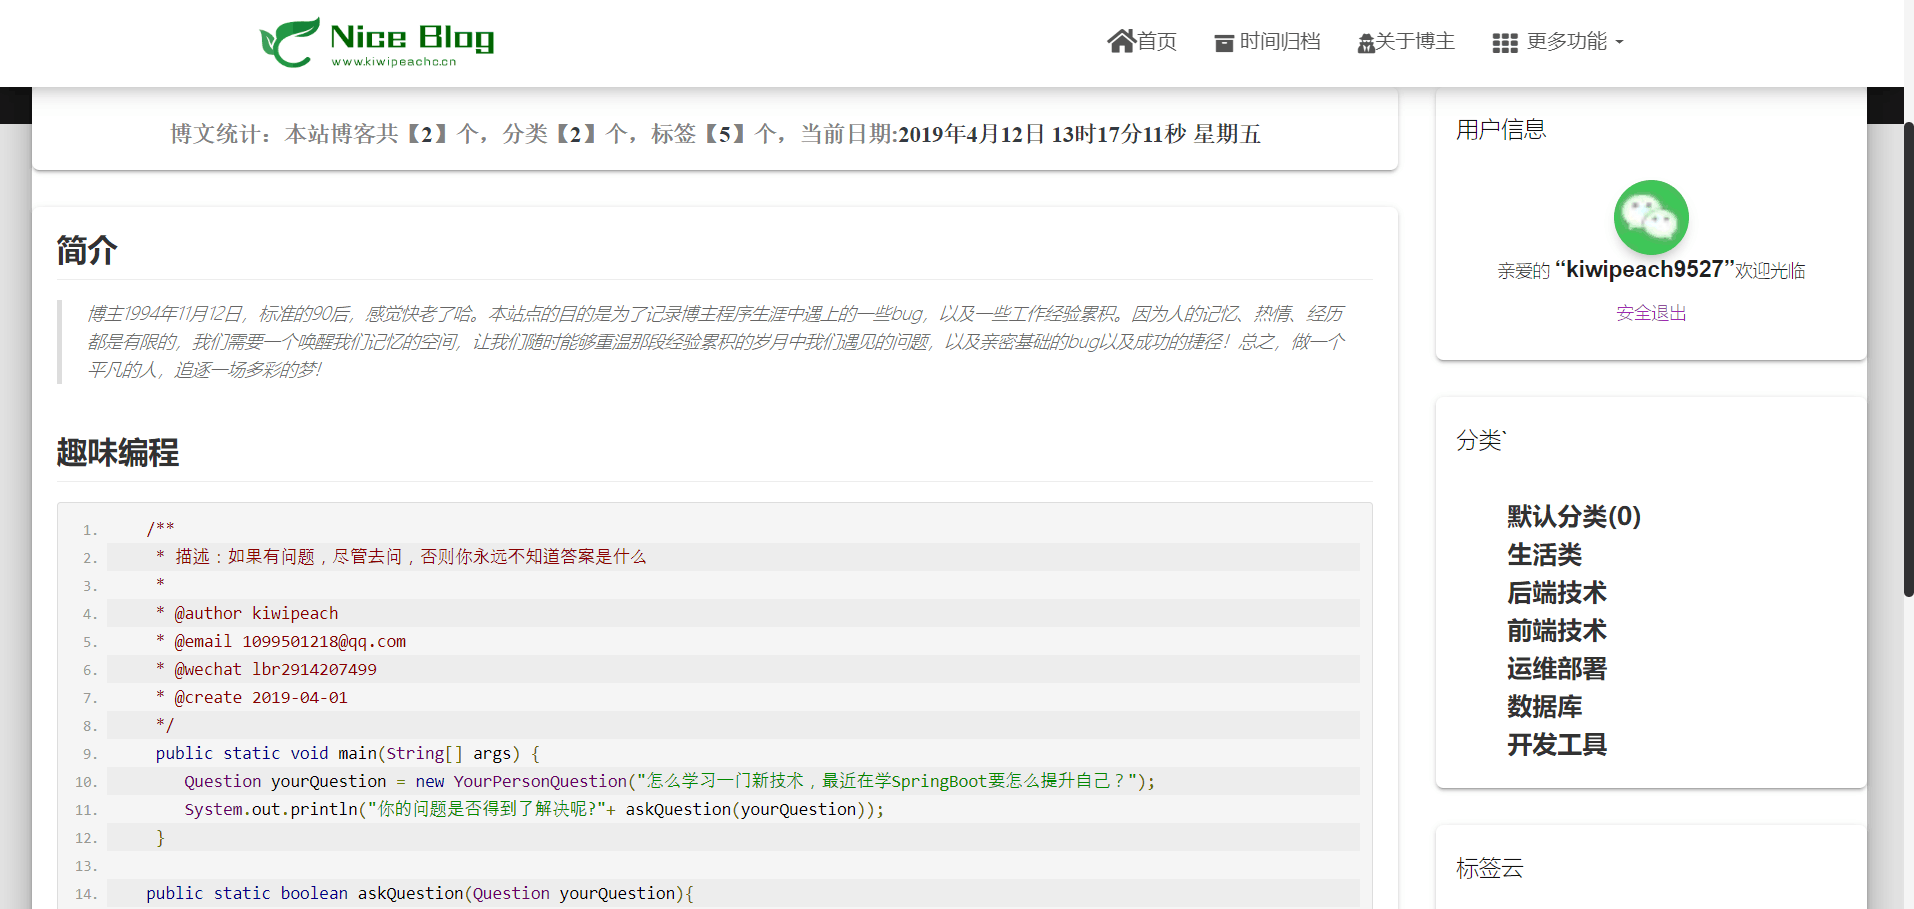 Nice Blog
www.kiwipeachc.cn
首页 时间归档 关于博主 更多功能
博文统计：本站博客共【2】个，分类【2】个，标签【5】个，当前日期:2019年4月12日 13时17分11秒 星期五
简介
博主1994年11月12日，标准的90后，感觉快老了哈。本站点的目的是为了记录博主程序生涯中遇上的一些bug，以及一些工作经验累积。因为人的记忆、热情、经历
都是有限的，我们需要一个唤醒我们记忆的空间，让我们随时能够重温那段经验累积的岁月中我们遇见的问题，以及亲密基础的bug以及成功的捷径！总之，做一个
平凡的人，追逐一场多彩的梦！
趣味编程
1. /**
2. * 描述：如果有问题，尽管去问，否则你永远不知道答案是什么
3. *
4. * @author kiwipeach
5. * @email 1099501218@qq.com
6. * @wechat lbr2914207499
7. * @create 2019-04-01
8. */
9. public static void main(String[] args) {
10. Question yourQuestion = new YourPersonQuestion("怎么学习一门新技术，最近在学SpringBoot要怎么提升自己？");
11. System.out.println("你的问题是否得到了解决呢?"+ askQuestion(yourQuestion));
12. }
13.
14. public static boolean askQuestion(Question yourQuestion){
用户信息
亲爱的 “kiwipeach9527”欢迎光临
安全退出
分类`
默认分类(0)
生活类
后端技术
前端技术
运维部署
数据库
开发工具
标签云